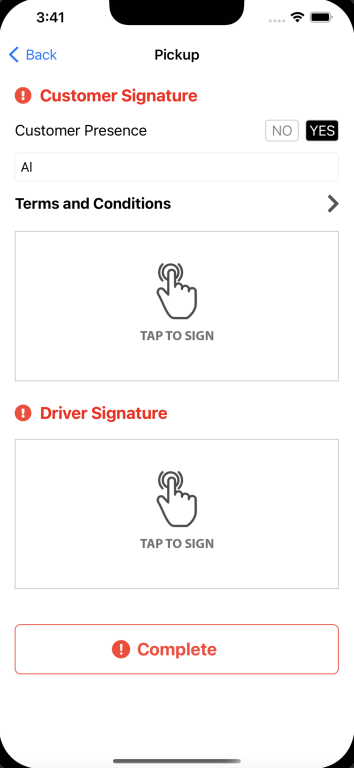 3:41
Back
Pickup
Customer Signature
Customer Presence
NO
YES
Al
Terms and Conditions
TAP TO SIGN
Driver Signature
TAP TO SIGN
Complete